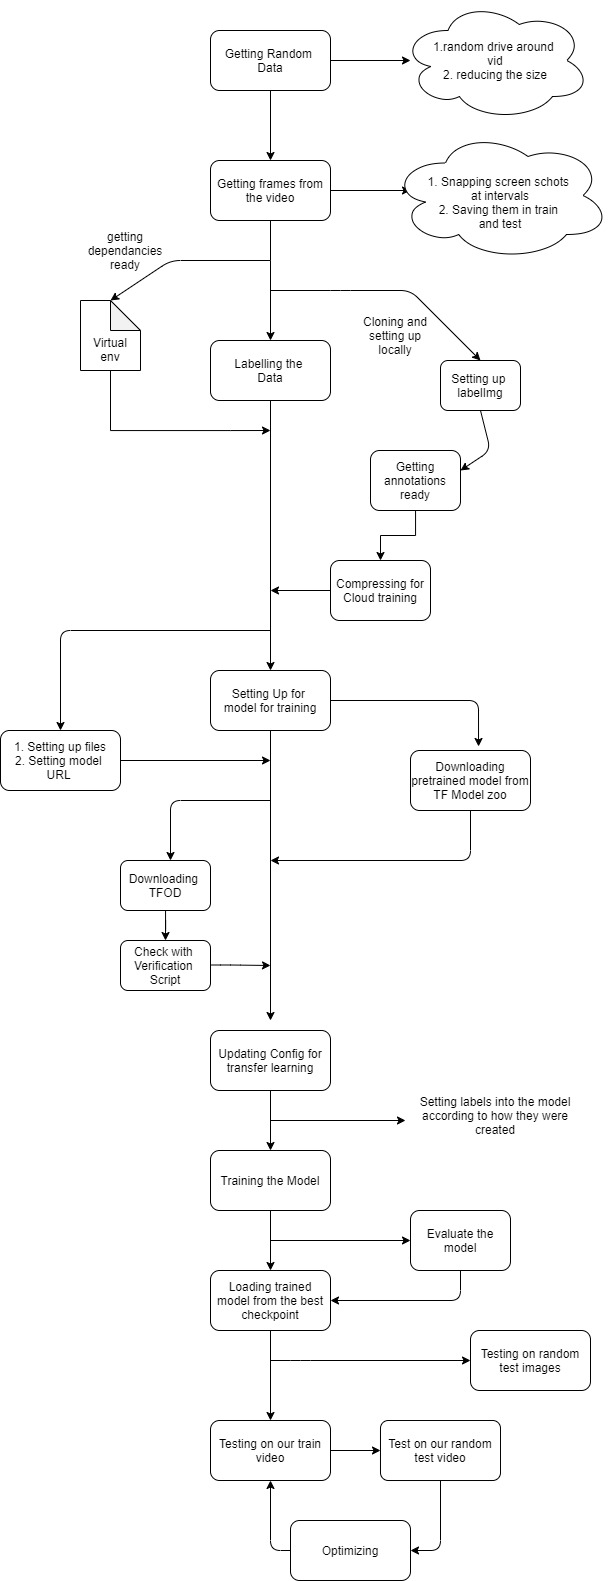 Getting Random
Data
1.random drive around
vid
2. reducing the size
Getting frames from
the video
1. Snapping screen schots
at intervals
2. Saving them in train
and test
getting
dependancies
ready
Virtual
env
Labelling the
Data
Cloning and
setting up
locally
Setting up
labelImg
Getting
annotations
ready
Compressing for
Cloud training
Setting Up for
model for training
1. Setting up files
2. Setting model
URL
Downloading
pretrained model from
TF Model zoo
Downloading
TFOD
Check with
Verification
Script
Updating Config for
transfer learning
Setting labels into the model
according to how they were
created
Training the Model
Evaluate the
model
Loading trained
model from the best
checkpoint
Testing on random
test images
Testing on our train
video
Test on our random
test video
Optimizing